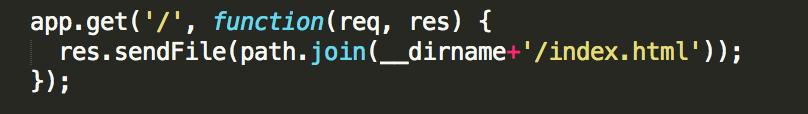 app.get('/', function(req, res) {
  res.sendFile(path.join(__dirname+'/index.html'));
});